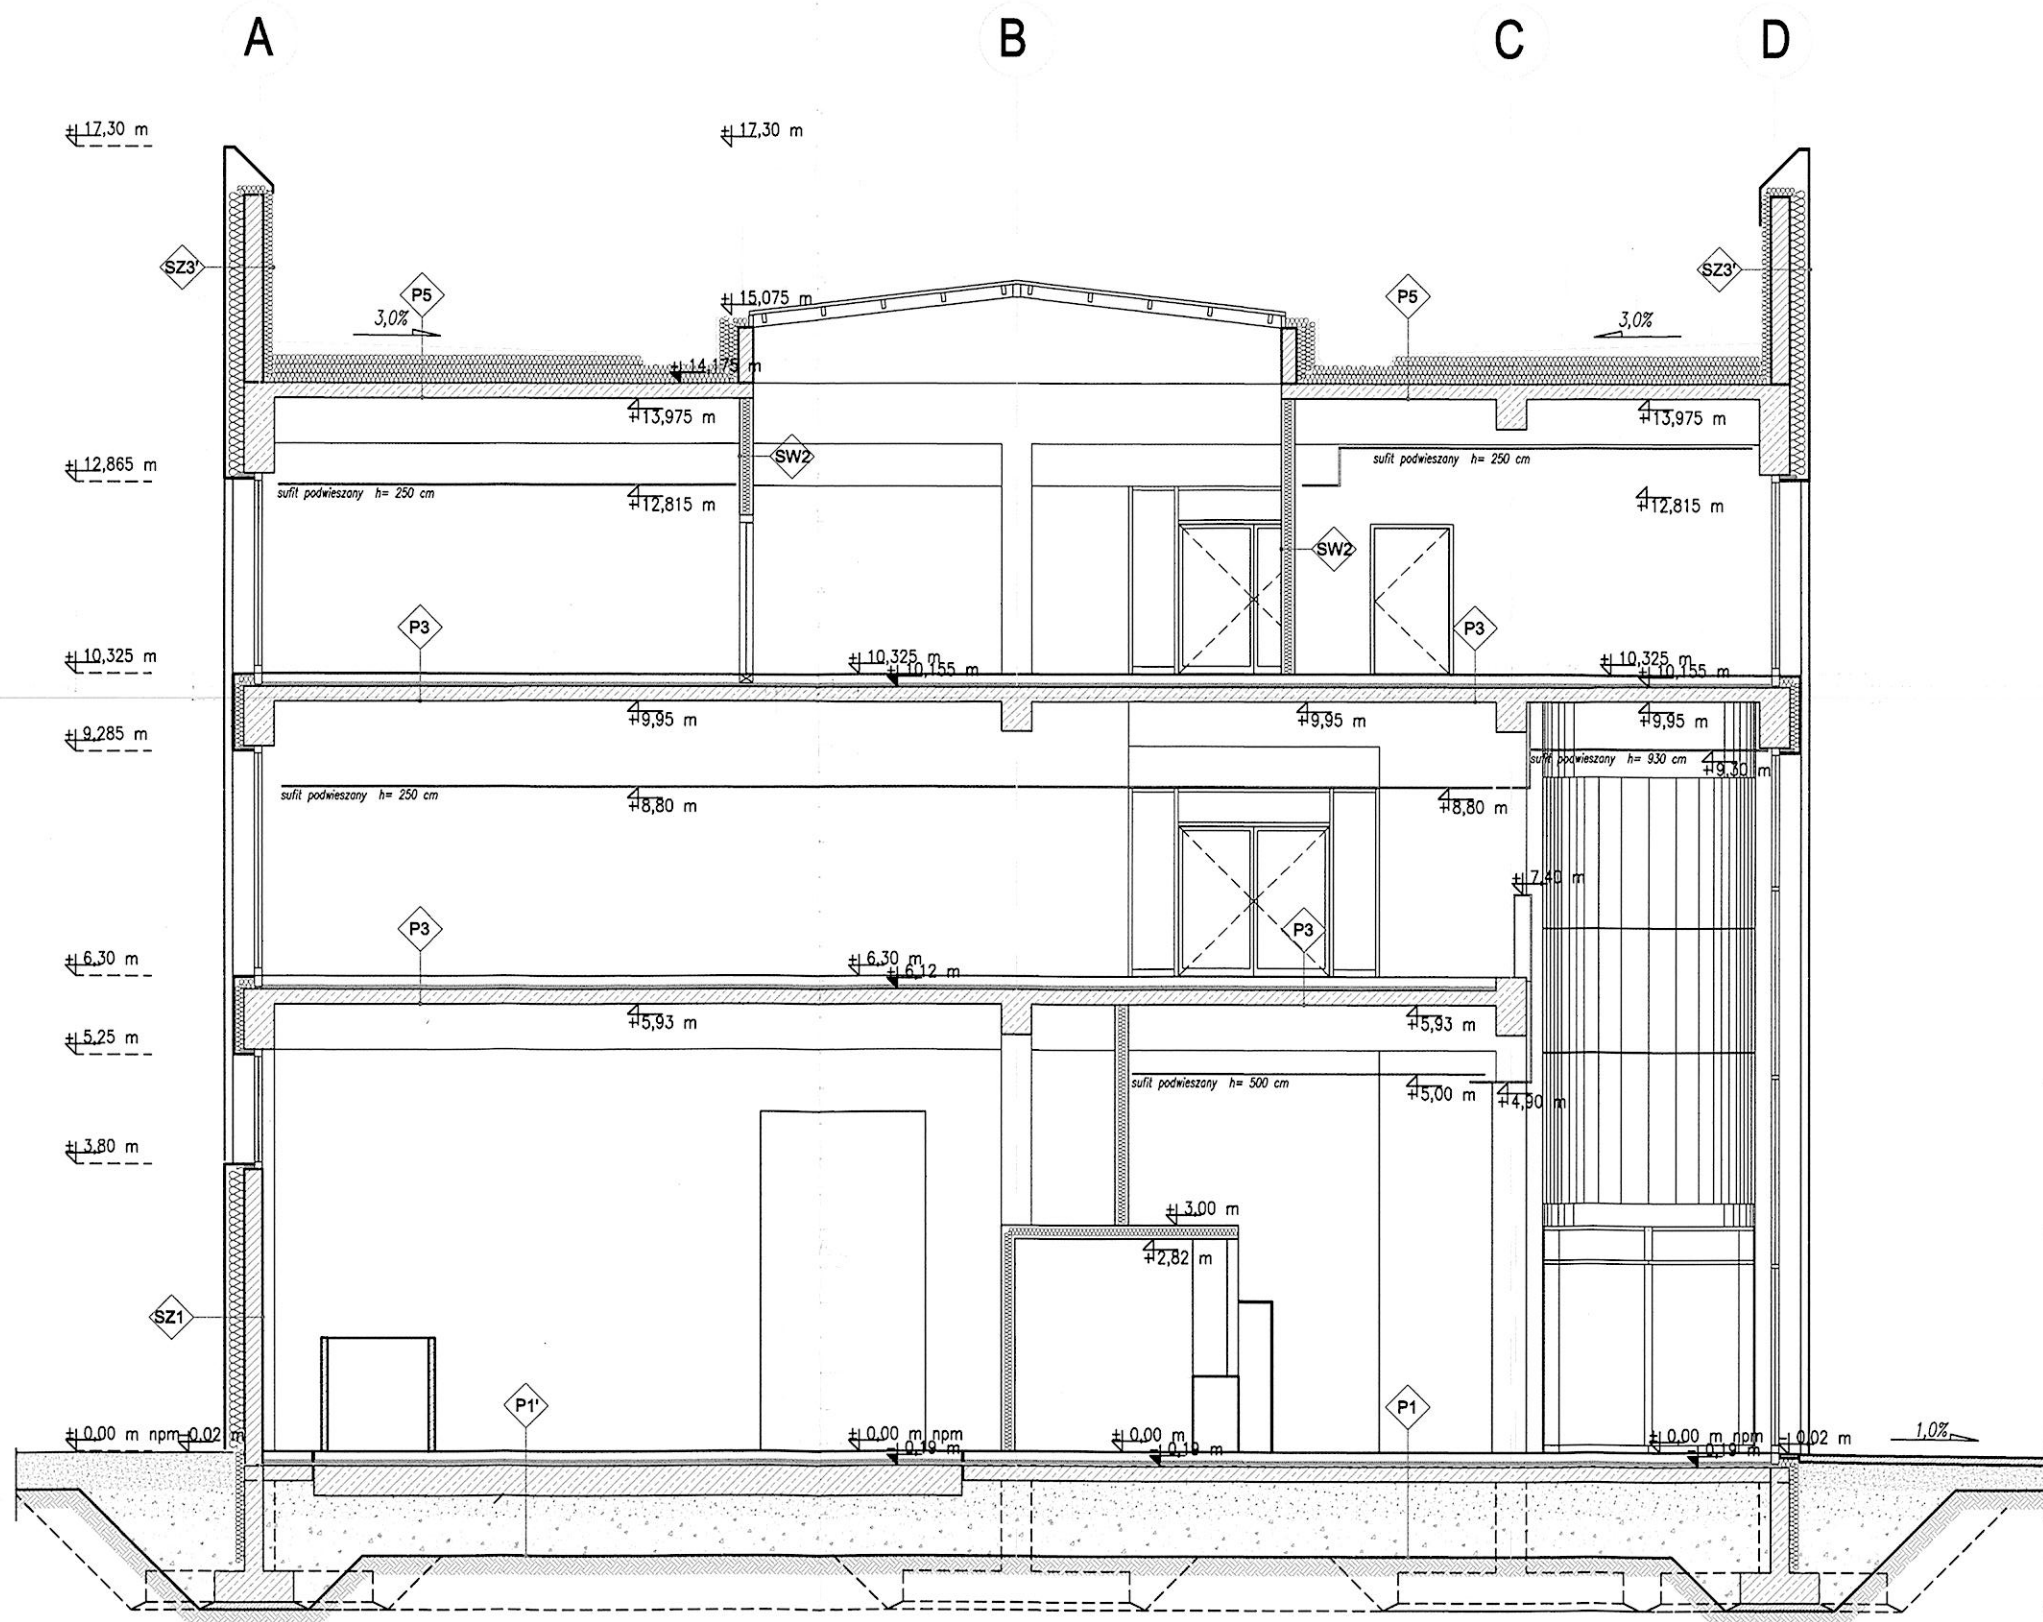 A B C D
+17,30 m
+17,30 m
SZ3'
SZ3'
P5
P5
+15,075 m
3,0%
3,0%
+14,175 m
+13,975 m
+13,975 m
+12,865 m
SW2
sufit podwieszany h= 250 cm
sufit podwieszany h= 250 cm
+12,815 m
+12,815 m
SW2
P3
P3
+10,325 m
+10,325 m
+10,155 m
+10,325 m
+10,155 m
+9,95 m
+9,95 m
+9,95 m
+9,285 m
sufit podwieszany h= 930 cm
+9,30 m
sufit podwieszany h= 250 cm
+8,80 m
+8,80 m
+7,40 m
P3
P3
+6,30 m
+6,30 m
+6,12 m
+5,93 m
+5,93 m
+5,25 m
sufit podwieszany h= 500 cm
+5,00 m
+4,90 m
+3,80 m
+3,00 m
+2,82 m
SZ1
P1'
P1
+0,00 m npm
0,02 m
+0,00 m npm
0,19 m
+0,00 m
0,19 m
+0,00 m npm
0,19 m
0,02 m
1,0%